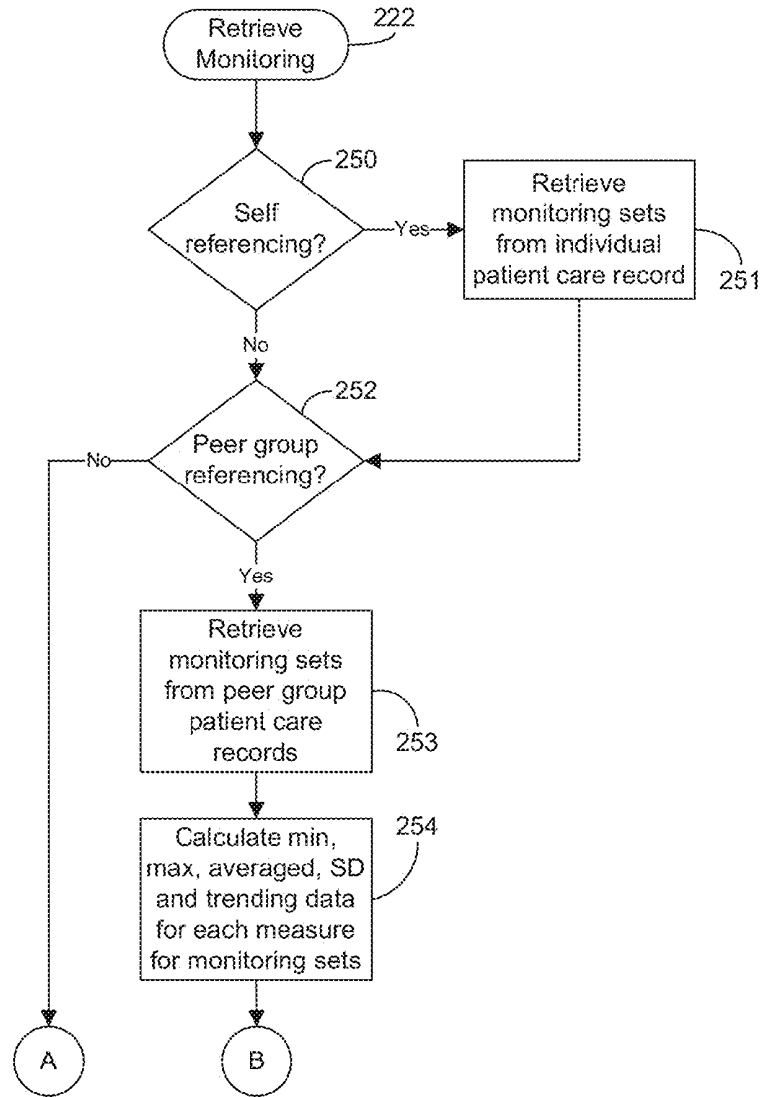 Retrieve
Monitoring
222
250
Self
referencing?
Yes
Retrieve
monitoring sets
from individual
patient care record
251
No
252
Peer group
referencing?
No
Yes
Retrieve
monitoring sets
from peer group
patient care
records
253
254
Calculate min,
max, averaged, SD
and trending data
for each measure
for monitoring sets
A
B